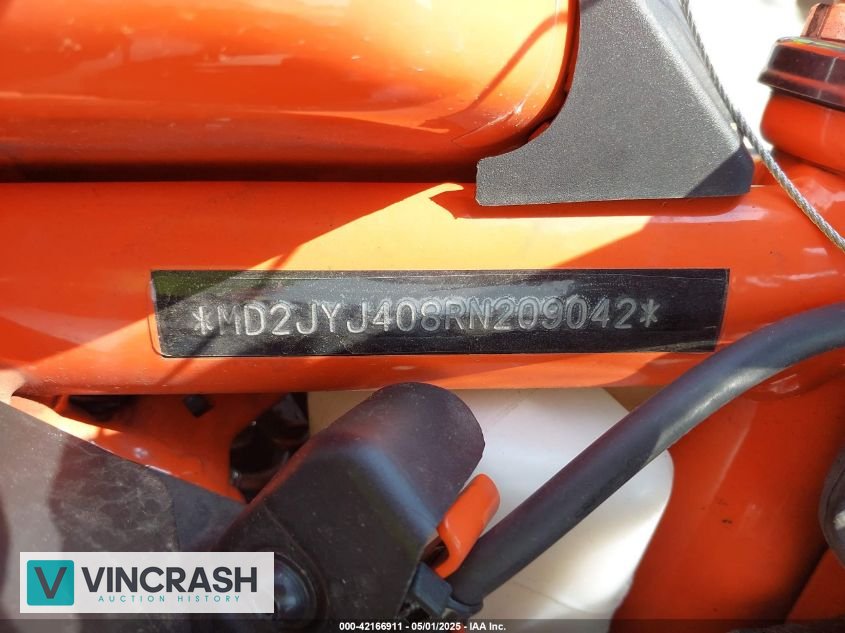 *MD2JYJ408RN209042*
VINCRASH
AUCTION HISTORY
000-42166911 - 05/01/2025 - IAA Inc.